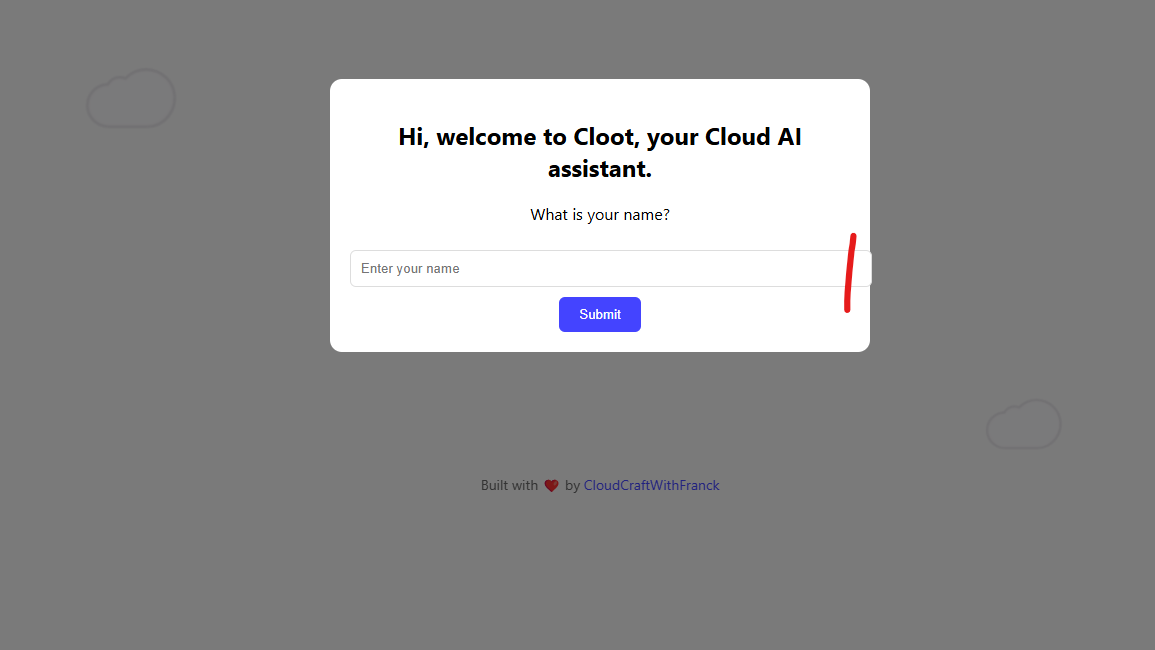 Hi, welcome to Cloot, your Cloud AI
assistant.
What is your name?
Enter your name
Submit
Built with ❤️ by CloudCraftWithFranck